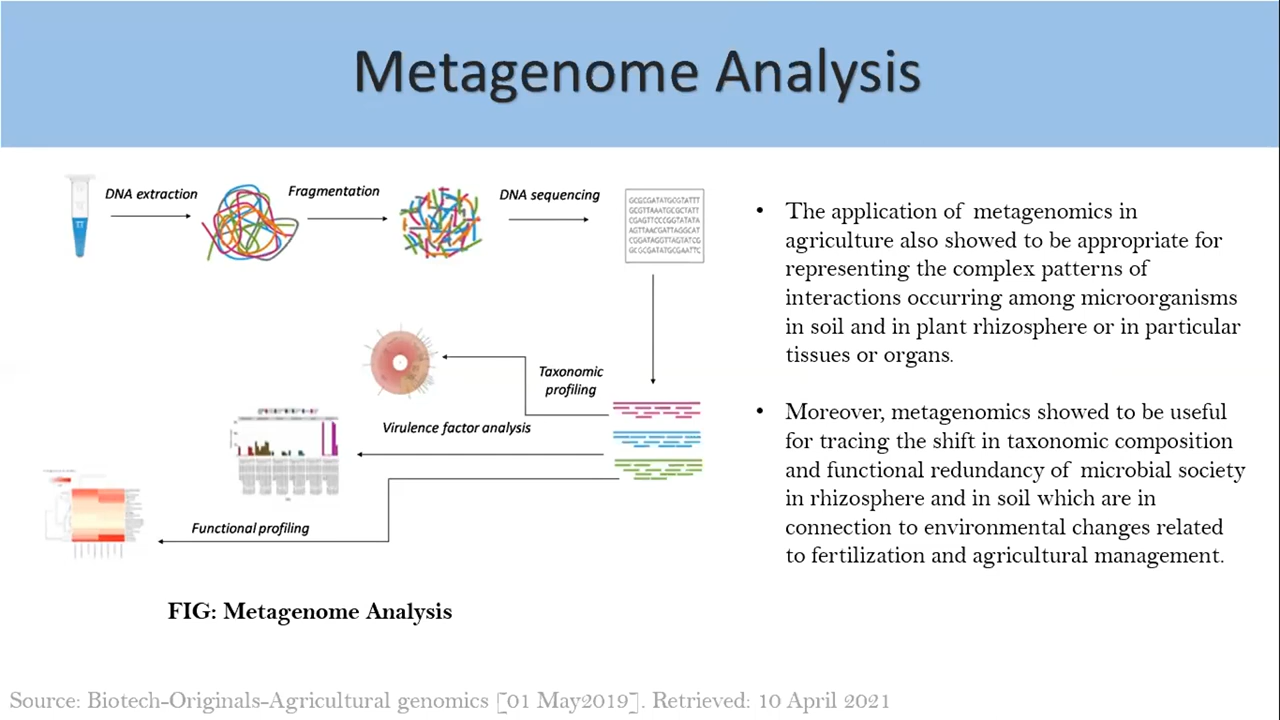 Metagenome Analysis
DNA extraction
Fragmentation
DNA sequencing
GCGCGATATGCGTATTT
GCGTTAAATGCGCTATT
CGAGTTCCCGGTATATA
AGTTAACGATTAGGCAT
CGGATAGGTTAGTATCG
GCGCGATATGCGAATTC
Taxonomic
profiling
Virulence factor analysis
Functional profiling
FIG: Metagenome Analysis
• The application of metagenomics in
agriculture also showed to be appropriate for
representing the complex patterns of
interactions occurring among microorganisms
in soil and in plant rhizosphere or in particular
tissues or organs.
• Moreover, metagenomics showed to be useful
for tracing the shift in taxonomic composition
and functional redundancy of microbial society
in rhizosphere and in soil which are in
connection to environmental changes related
to fertilization and agricultural management.
Source: Biotech-Originals-Agricultural genomics [01 May2019]. Retrieved: 10 April 2021